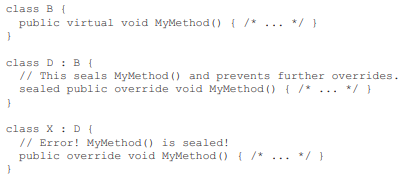 class B {
  public virtual void MyMethod() { /* ... */ }
}
class D : B {
  // This seals MyMethod() and prevents further overrides.
  sealed public override void MyMethod() { /* ... */ }
}
class X : D {
  // Error! MyMethod() is sealed!
  public override void MyMethod() { /* ... */ }
}